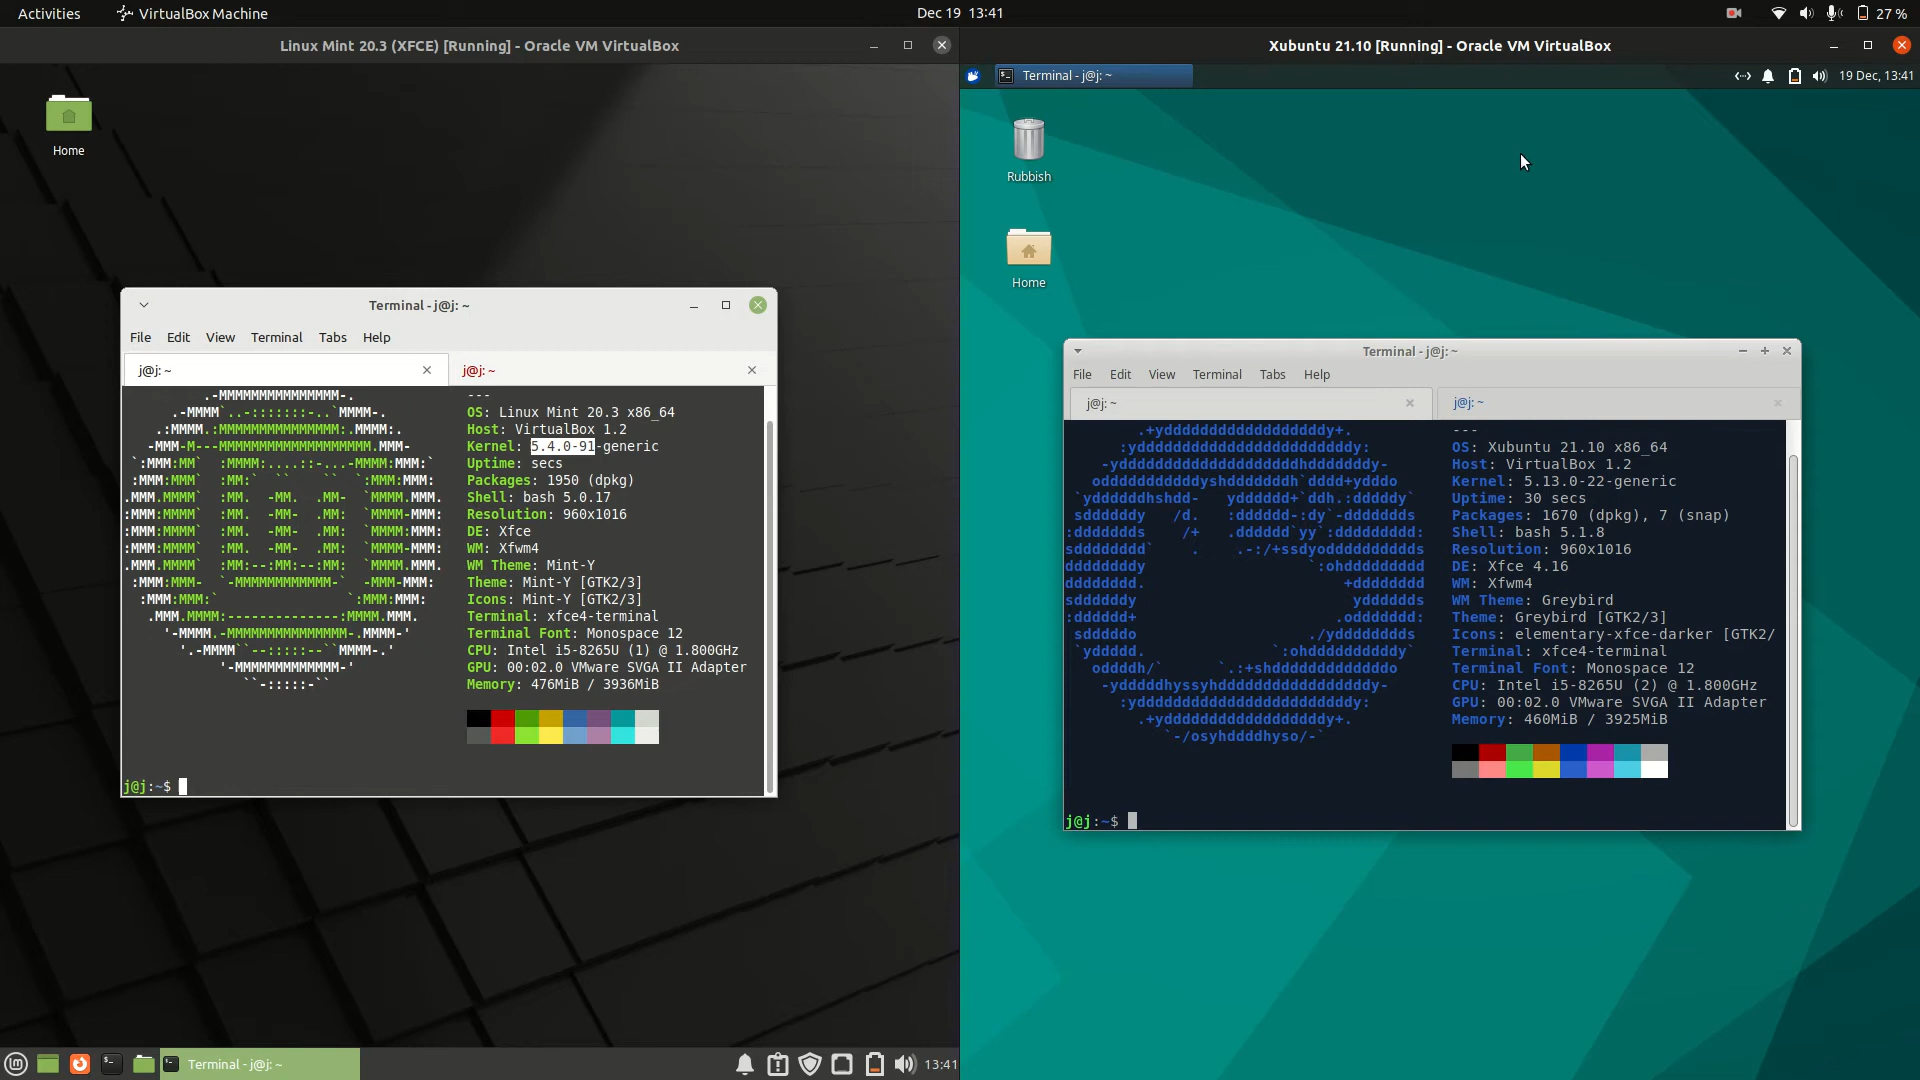 Activities
VirtualBox Machine
Dec 19 13:41
27 %
Linux Mint 20.3 (XFCE) [Running] - Oracle VM VirtualBox
Home
Terminal - j@j: ~
File Edit View Terminal Tabs Help
j@j: ~
j@j: ~
---
OS: Linux Mint 20.3 x86_64
Host: VirtualBox 1.2
Kernel: 5.4.0-91-generic
Uptime: secs
Packages: 1950 (dpkg)
Shell: bash 5.0.17
Resolution: 960x1016
DE: Xfce
WM: Xfwm4
WM Theme: Mint-Y
Theme: Mint-Y [GTK2/3]
Icons: Mint-Y [GTK2/3]
Terminal: xfce4-terminal
Terminal Font: Monospace 12
CPU: Intel i5-8265U (1) @ 1.800GHz
GPU: 00:02.0 VMware SVGA II Adapter
Memory: 476MiB / 3936MiB
j@j:~$
Terminal - j@j: ~
13:41
Xubuntu 21.10 [Running] - Oracle VM VirtualBox
Terminal - j@j: ~
19 Dec, 13:41
Rubbish
Home
Terminal - j@j: ~
File Edit View Terminal Tabs Help
j@j: ~
j@j: ~
---
OS: Xubuntu 21.10 x86_64
Host: VirtualBox 1.2
Kernel: 5.13.0-22-generic
Uptime: 30 secs
Packages: 1670 (dpkg), 7 (snap)
Shell: bash 5.1.8
Resolution: 960x1016
DE: Xfce 4.16
WM: Xfwm4
WM Theme: Greybird
Theme: Greybird [GTK2/3]
Icons: elementary-xfce-darker [GTK2/
Terminal: xfce4-terminal
Terminal Font: Monospace 12
CPU: Intel i5-8265U (2) @ 1.800GHz
GPU: 00:02.0 VMware SVGA II Adapter
Memory: 460MiB / 3925MiB
j@j:~$